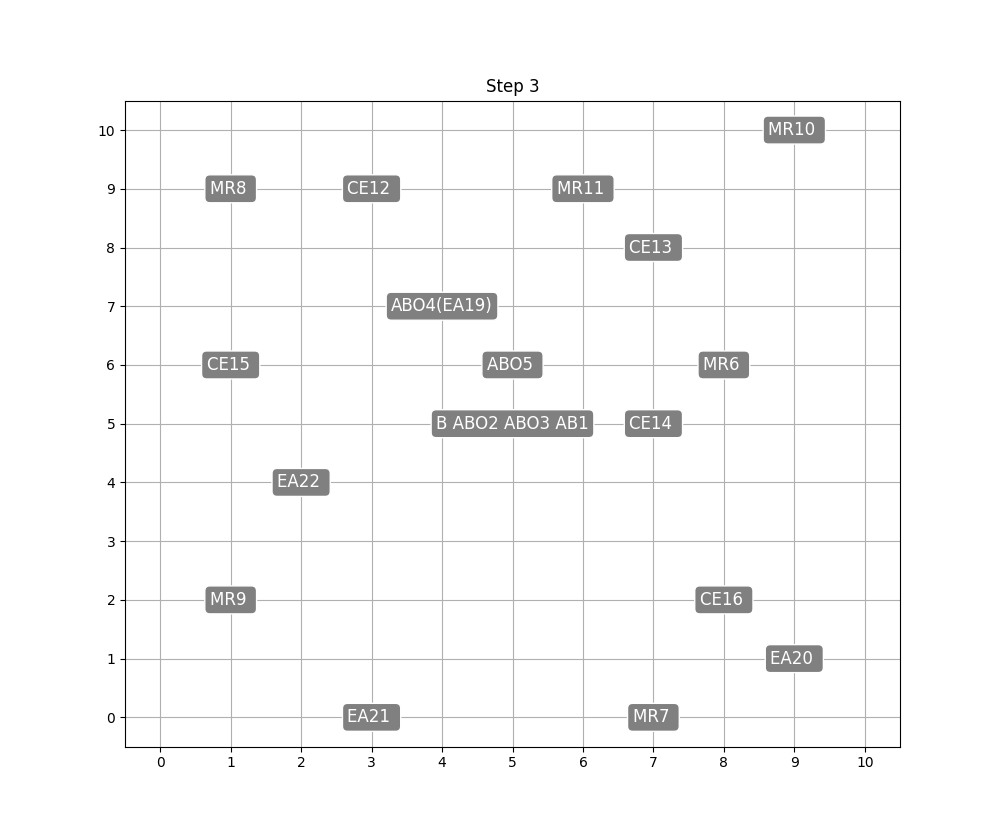 Step 3
10
MR10
9
MR8
CE12
MR11
8
CE13
7
ABO4(EA19)
6
CE15
ABO5
MR6
5
B ABO2 ABO3 AB1
CE14
4
EA22
3
2
MR9
CE16
1
EA20
0
EA21
MR7
0 1 2 3 4 5 6 7 8 9 10